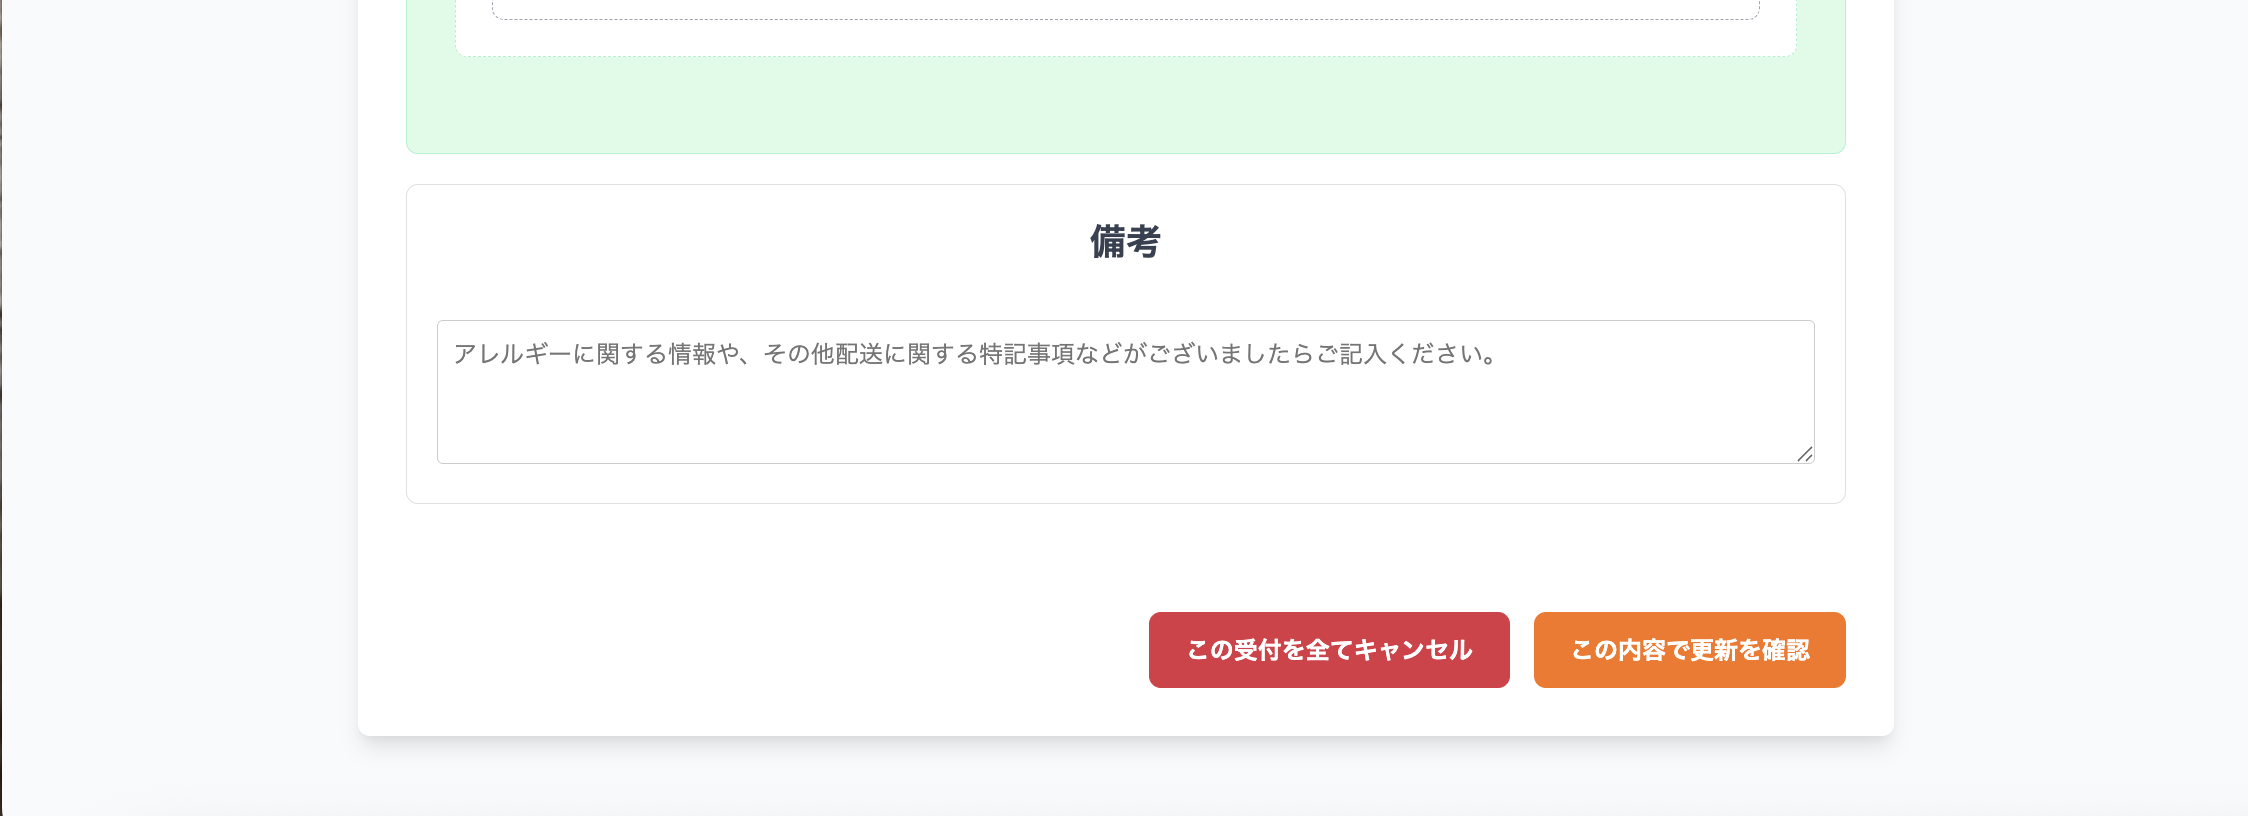 備考
アレルギーに関する情報や、その他配送に関する特記事項などがございましたらご記入ください。
この受付を全てキャンセル
この内容で更新を確認